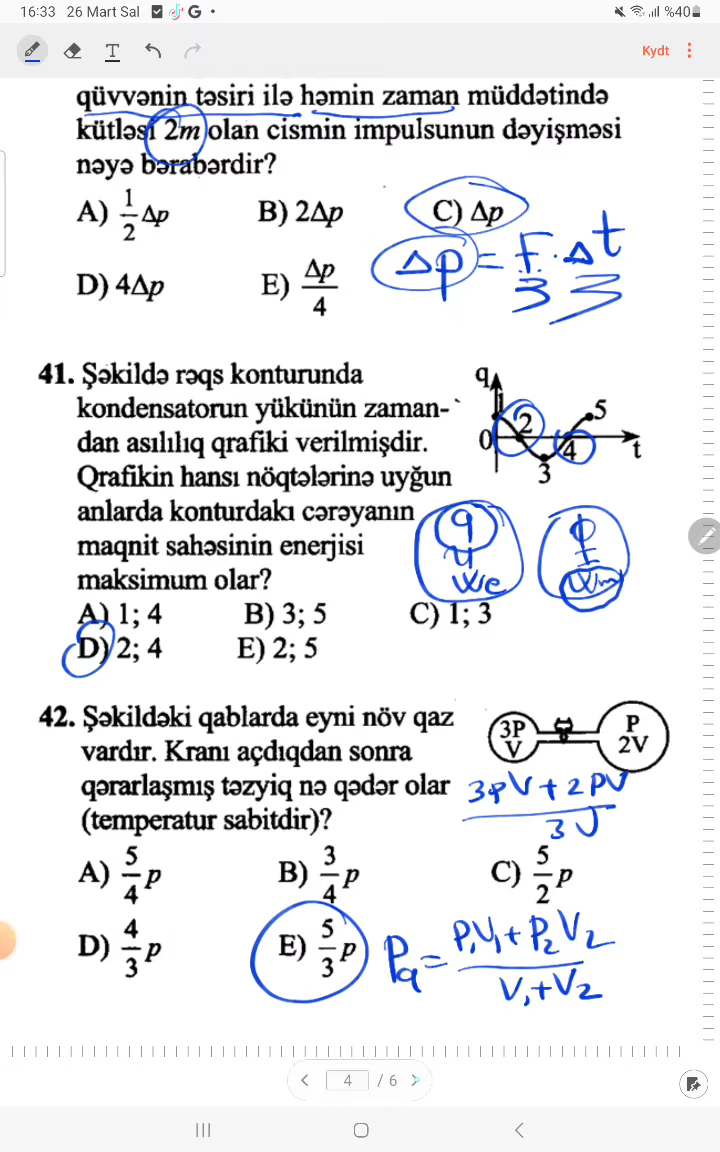 16:33 26 Mart Sal G • %40
T Kydt
qüvvənin təsiri ilə həmin zaman müddətində
kütləsi 2m olan cismin impulsunun dəyişməsi
nəyə bərabərdir?
A) 1/2 Δp B) 2Δp C) Δp
D) 4Δp E) Δp/4
Δp = F · Δt
41. Şəkildə rəqs konturunda
kondensatorun yükünün zaman-
dan asılılıq qrafiki verilmişdir.
Qrafikin hansı nöqtələrinə uyğun
anlarda konturdakı cərəyanın
maqnit sahəsinin enerjisi
maksimum olar?
q 1 2 3 4 5 0 t
q U We
Φ I Wm
A) 1; 4 B) 3; 5 C) 1; 3
D) 2; 4 E) 2; 5
42. Şəkildəki qablarda eyni növ qaz
vardır. Kranı açdıqdan sonra
qərarlaşmış təzyiq nə qədər olar
(temperatur sabitdir)?
3P V P 2V
3pV + 2pV
3V
A) 5/4 p B) 3/4 p C) 5/2 p
D) 4/3 p E) 5/3 p
Pq = P1V1 + P2V2
V1 + V2
< 4 / 6 >